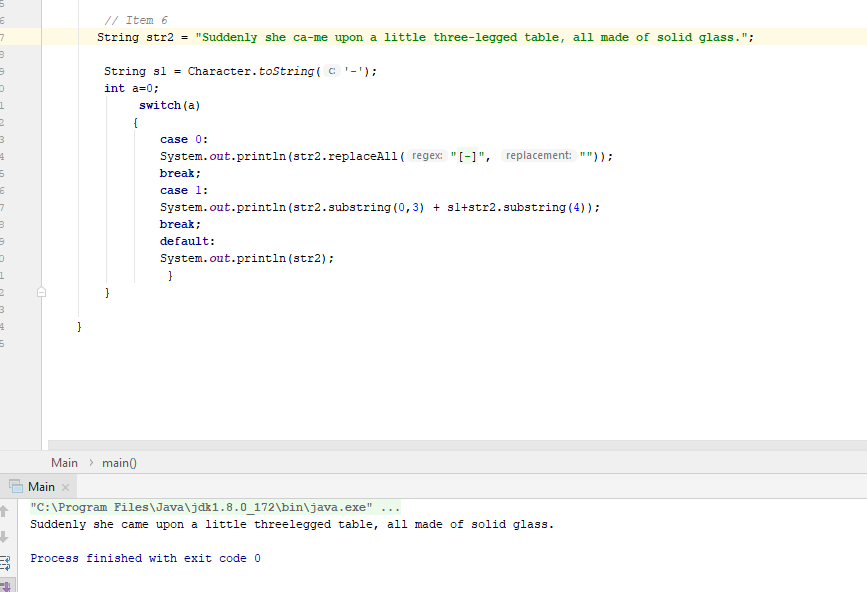 // Item 6
String str2 = "Suddenly she ca-me upon a little three-legged table, all made of solid glass.";
String s1 = Character.toString( c: '-');
int a=0;
switch(a)
{
case 0:
System.out.println(str2.replaceAll( regex: "[-]", replacement: ""));
break;
case 1:
System.out.println(str2.substring(0,3) + s1+str2.substring(4));
break;
default:
System.out.println(str2);
}
}
}
Main › main()
Main ×
"C:\Program Files\Java\jdk1.8.0_172\bin\java.exe" ...
Suddenly she came upon a little threelegged table, all made of solid glass.
Process finished with exit code 0